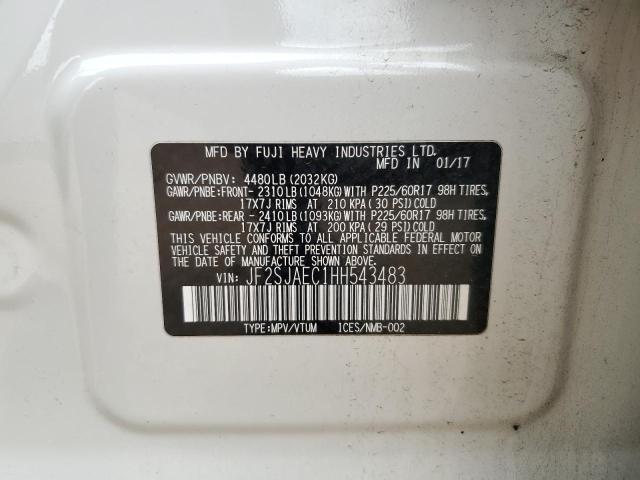 MFD BY FUJI HEAVY INDUSTRIES LTD.
MFD IN 01/17
GVWR/PNBV: 4480LB(2032KG)
GAWR/PNBE:FRONT- 2310LB(1048KG)WITH P225/60R17 98H TIRES,
17X7J RIMS AT 210 KPA( 30 PSI)COLD
GAWR/PNBE:REAR - 2410LB(1093KG)WITH P225/60R17 98H TIRES,
17X7J RIMS AT 200 KPA( 29 PSI)COLD
THIS VEHICLE CONFORMS TO ALL APPLICABLE FEDERAL MOTOR
VEHICLE SAFETY AND BUMPER STANDARDS IN EFFECT ON
THE DATE OF MANUFACTURE SHOWN ABOVE.
VIN: JF2SJAEC1HH543483
TYPE:MPV/VTUM ICES/NMB-002